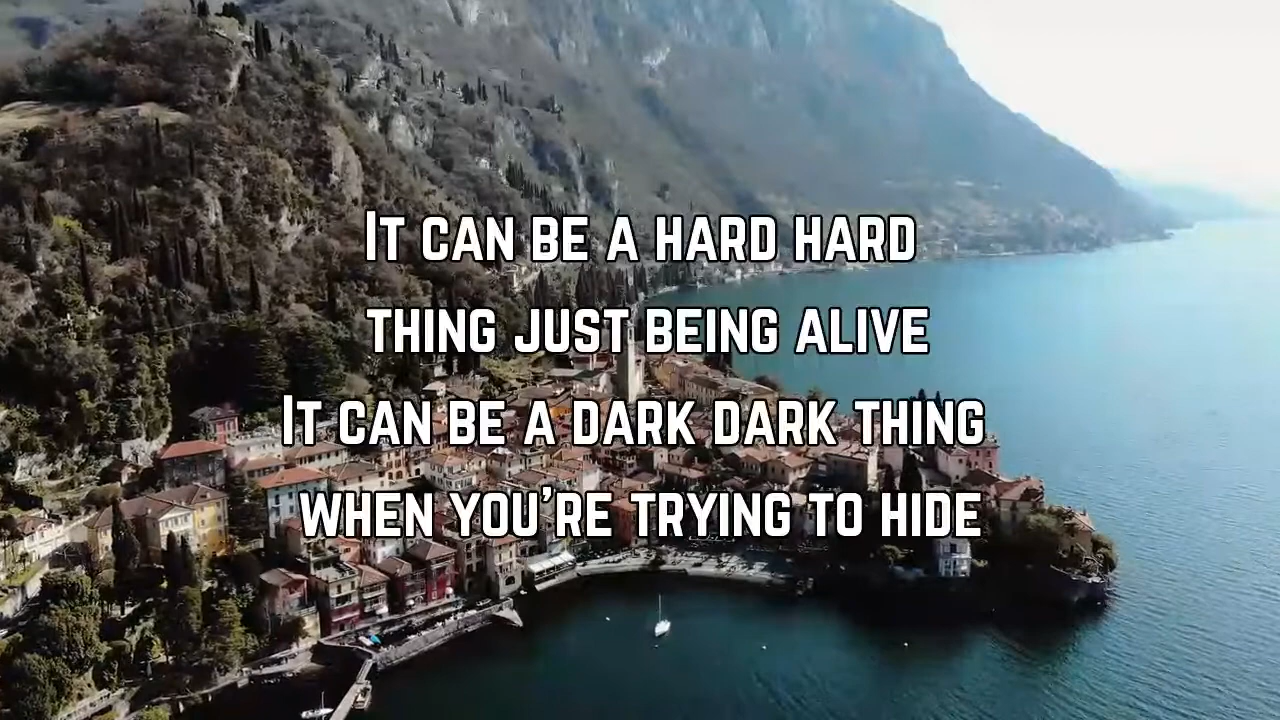 It can be a hard hard
thing just being alive
It can be a dark dark thing
when you're trying to hide